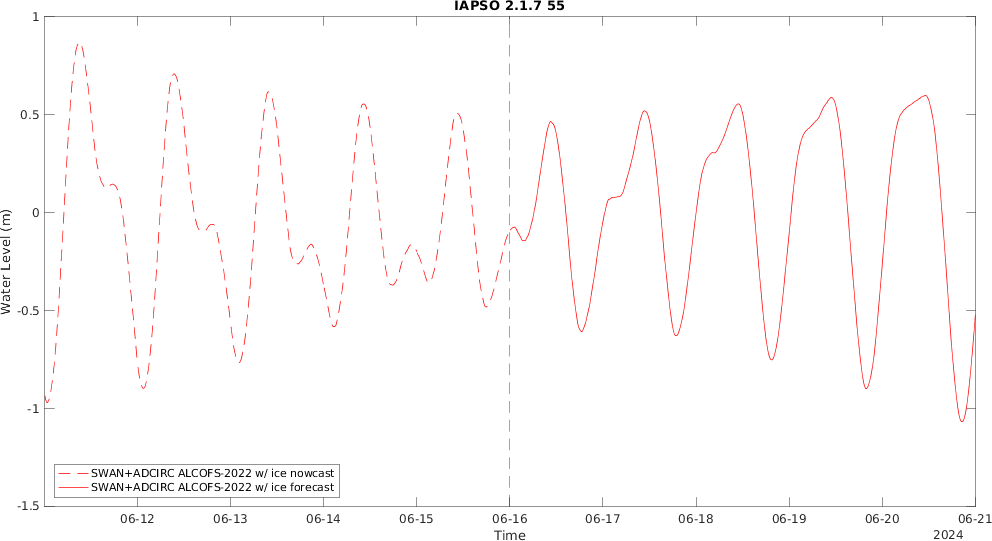 IAPSO 2.1.7 55
1
0.5
0
-0.5
-1
-1.5
Water Level (m)
SWAN+ADCIRC ALCOFS-2022 w/ ice nowcast
SWAN+ADCIRC ALCOFS-2022 w/ ice forecast
06-12 06-13 06-14 06-15 06-16 06-17 06-18 06-19 06-20 06-21
Time
2024